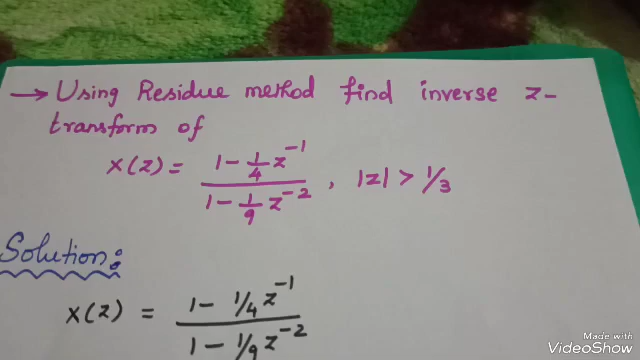 → Using Residue method find inverse z-
transform of
X(z) = (1 - 1/4 z^-1) / (1 - 1/9 z^-2) , |z| > 1/3
Solution:
X(z) = (1 - 1/4 z^-1) / (1 - 1/9 z^-2)
Made with
VideoShow